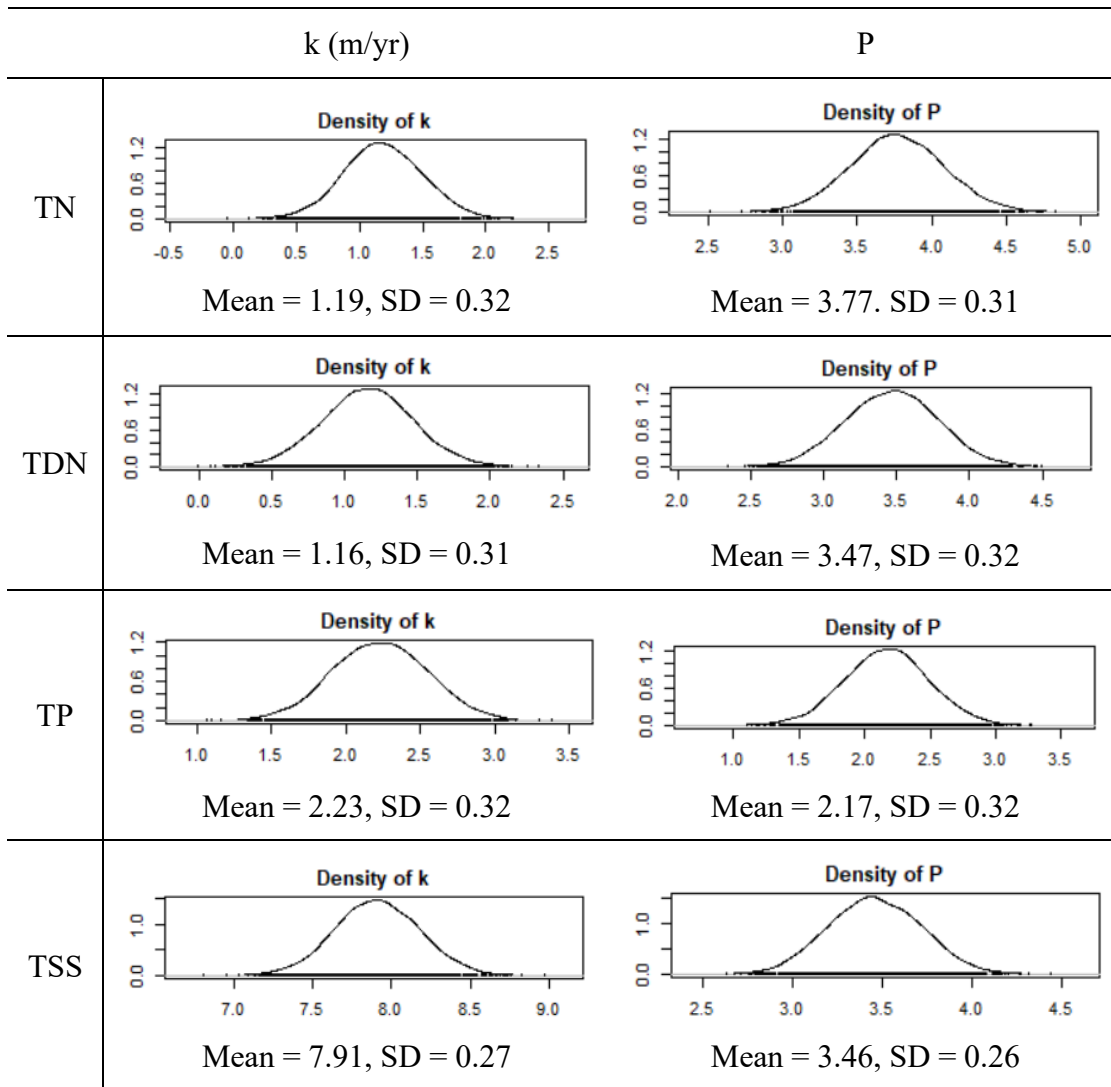 k (m/yr) P
TN
Density of k
0.0 0.6 1.2
-0.5 0.0 0.5 1.0 1.5 2.0 2.5
Mean = 1.19, SD = 0.32
Density of P
0.0 0.6 1.2
2.5 3.0 3.5 4.0 4.5 5.0
Mean = 3.77. SD = 0.31
TDN
Density of k
0.0 0.6 1.2
0.0 0.5 1.0 1.5 2.0 2.5
Mean = 1.16, SD = 0.31
Density of P
0.0 0.6 1.2
2.0 2.5 3.0 3.5 4.0 4.5
Mean = 3.47, SD = 0.32
TP
Density of k
0.0 0.6 1.2
1.0 1.5 2.0 2.5 3.0 3.5
Mean = 2.23, SD = 0.32
Density of P
0.0 0.6 1.2
1.0 1.5 2.0 2.5 3.0 3.5
Mean = 2.17, SD = 0.32
TSS
Density of k
0.0 1.0
7.0 7.5 8.0 8.5 9.0
Mean = 7.91, SD = 0.27
Density of P
0.0 1.0
2.5 3.0 3.5 4.0 4.5
Mean = 3.46, SD = 0.26